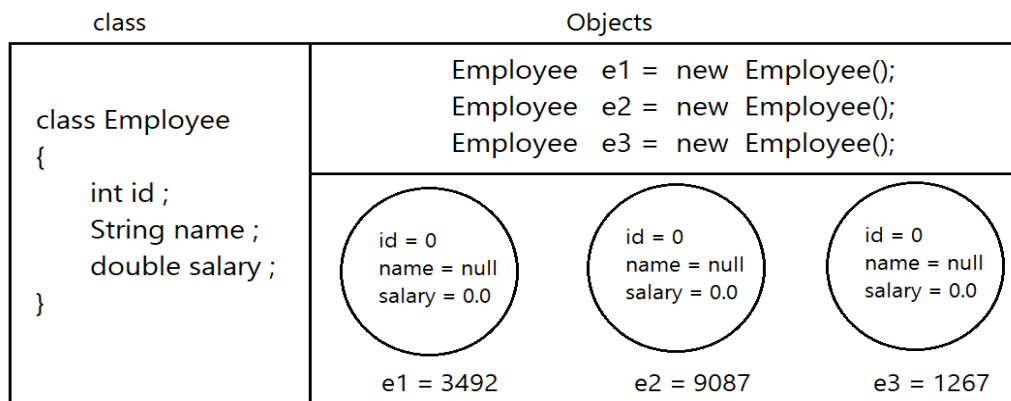 class
Objects
class Employee
{
int id ;
String name ;
double salary ;
}
Employee e1 = new Employee();
Employee e2 = new Employee();
Employee e3 = new Employee();
id = 0
name = null
salary = 0.0
e1 = 3492
id = 0
name = null
salary = 0.0
e2 = 9087
id = 0
name = null
salary = 0.0
e3 = 1267